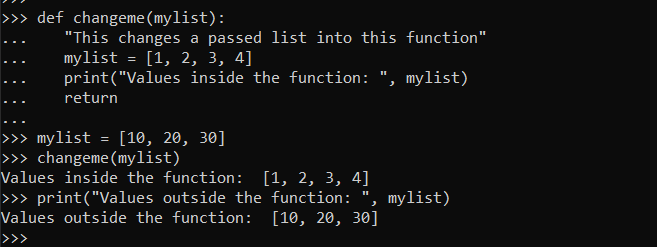 >>> def changeme(mylist):
...    "This changes a passed list into this function"
...    mylist = [1, 2, 3, 4]
...    print("Values inside the function: ", mylist)
...    return
...
>>> mylist = [10, 20, 30]
>>> changeme(mylist)
Values inside the function:  [1, 2, 3, 4]
>>> print("Values outside the function: ", mylist)
Values outside the function:  [10, 20, 30]
>>>